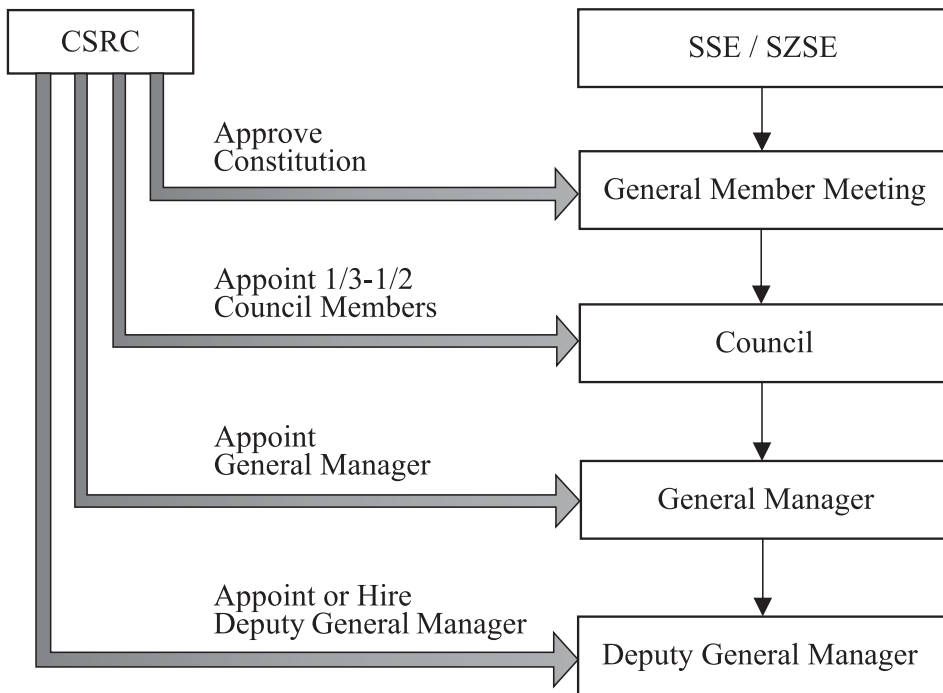 CSRC
SSE / SZSE
Approve
Constitution
General Member Meeting
Appoint 1/3-1/2
Council Members
Council
Appoint
General Manager
General Manager
Appoint or Hire
Deputy General Manager
Deputy General Manager